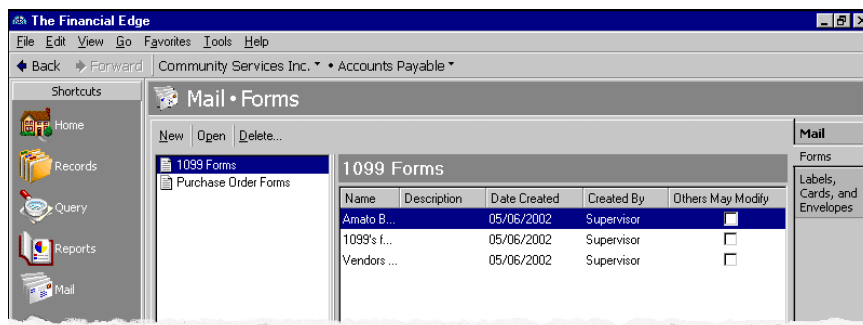 The Financial Edge
File Edit View Go Favorites Tools Help
Back Forward Community Services Inc. • Accounts Payable
Shortcuts
Mail • Forms
Home
New Open Delete...
Mail
Forms
Labels,
Cards, and
Envelopes
Records
Query
Reports
Mail
1099 Forms
Purchase Order Forms
1099 Forms
Name Description Date Created Created By Others May Modify
Amato B... 05/06/2002 Supervisor
1099's f... 05/06/2002 Supervisor
Vendors ... 05/06/2002 Supervisor